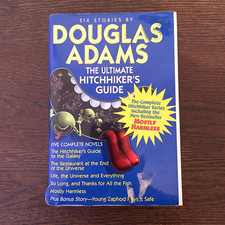 SIX STORIES BY
DOUGLAS
ADAMS
THE ULTIMATE
HITCHHIKER'S
GUIDE
The Complete
Hitchhiker Series
Including the
New Bestseller
MOSTLY
HARMLESS
FIVE COMPLETE NOVELS
The Hitchhiker's Guide
to the Galaxy
The Restaurant at the End
of the Universe
Life, the Universe and Everything
So Long, and Thanks for All the Fish
Mostly Harmless
Plus Bonus Story—Young Zaphod It Safe